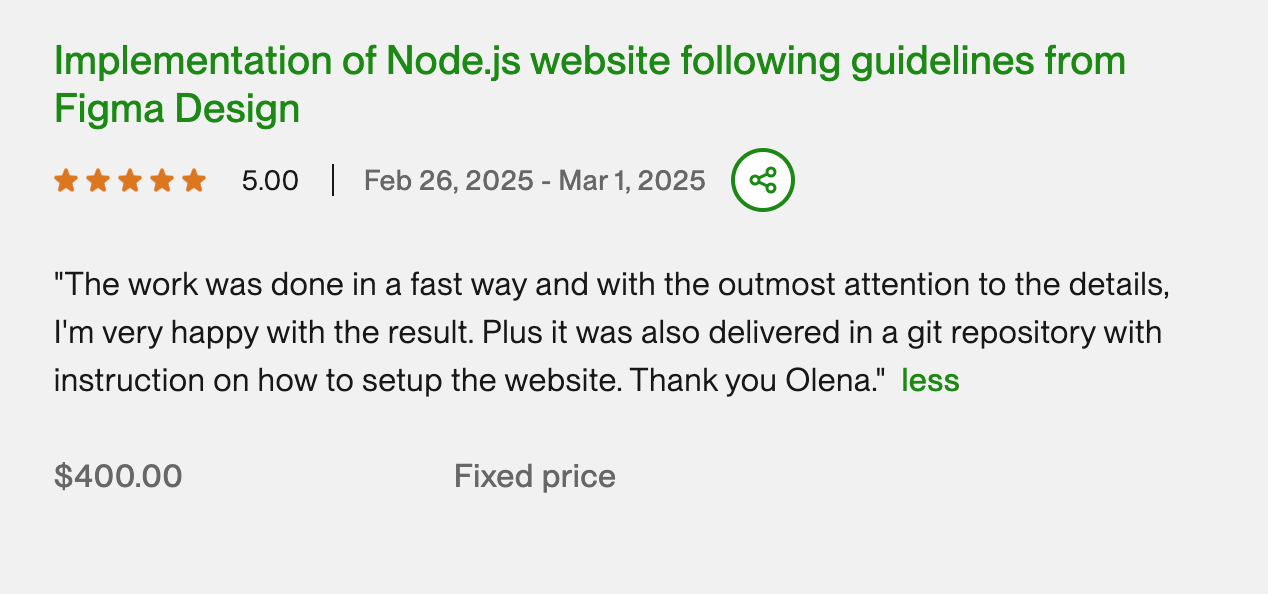 Implementation of Node.js website following guidelines from
Figma Design
5.00 | Feb 26, 2025 - Mar 1, 2025
"The work was done in a fast way and with the outmost attention to the details,
I'm very happy with the result. Plus it was also delivered in a git repository with
instruction on how to setup the website. Thank you Olena." less
$400.00 Fixed price